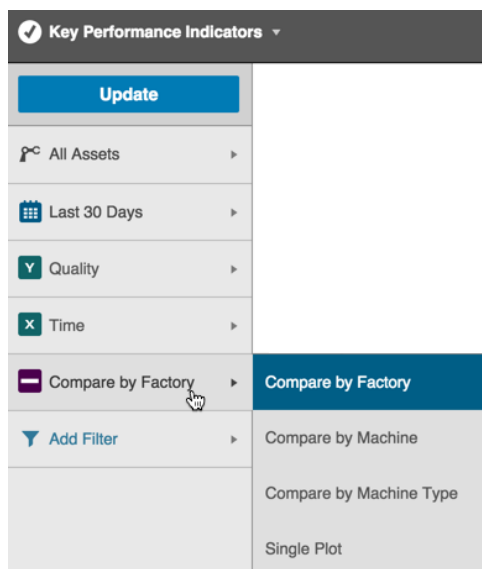 Key Performance Indicators
Update
All Assets
Last 30 Days
Y Quality
X Time
Compare by Factory
Compare by Factory
Add Filter
Compare by Machine
Compare by Machine Type
Single Plot